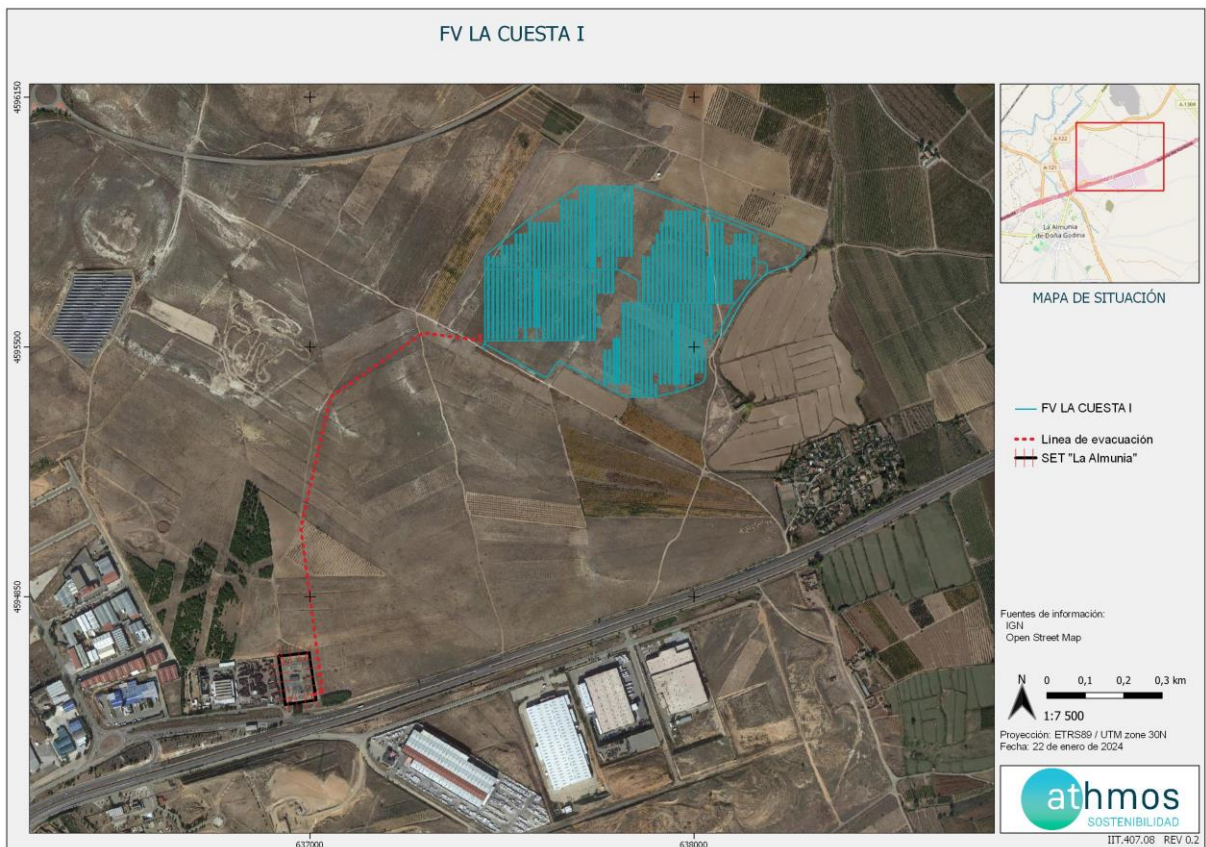 FV LA CUESTA I
4596150
4595500
4594850
637000
638000
A-1304
A-122
A-121
La Almunia
de Doña Godina
MAPA DE SITUACIÓN
FV LA CUESTA I
Línea de evacuación
SET "La Almunia"
Fuentes de información:
IGN
Open Street Map
N
0 0,1 0,2 0,3 km
1:7 500
Proyección: ETRS89 / UTM zone 30N
Fecha: 22 de enero de 2024
athmos
SOSTENIBILIDAD
IIT.407.08 REV 0.2